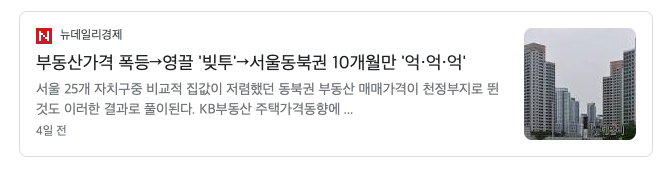 뉴데일리경제
부동산가격 폭등→영끌 '빚투'→서울동북권 10개월만 '억·억·억'
서울 25개 자치구중 비교적 집값이 저렴했던 동북권 부동산 매매가격이 천정부지로 뛴
것도 이러한 결과로 풀이된다. KB부동산 주택가격동향에 ...
4일 전